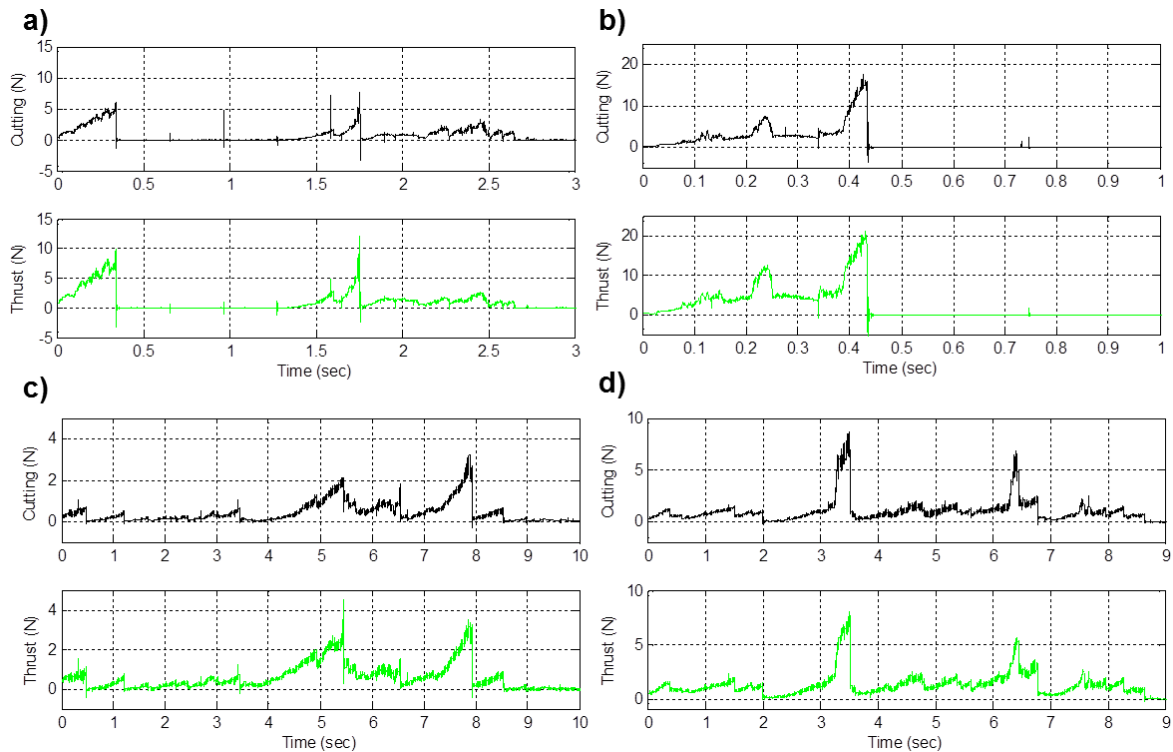 a)
Cutting (N)
15
10
5
0
-5
0 0.5 1 1.5 2 2.5 3
Thrust (N)
15
10
5
0
-5
0 0.5 1 1.5 2 2.5 3
Time (sec)
b)
Cutting (N)
20
10
0
0 0.1 0.2 0.3 0.4 0.5 0.6 0.7 0.8 0.9 1
Thrust (N)
20
10
0
0 0.1 0.2 0.3 0.4 0.5 0.6 0.7 0.8 0.9 1
Time (sec)
c)
Cutting (N)
4
2
0
0 1 2 3 4 5 6 7 8 9 10
Thrust (N)
4
2
0
0 1 2 3 4 5 6 7 8 9 10
Time (sec)
d)
Cutting (N)
10
5
0
0 1 2 3 4 5 6 7 8 9
Thrust (N)
10
5
0
0 1 2 3 4 5 6 7 8 9
Time (sec)